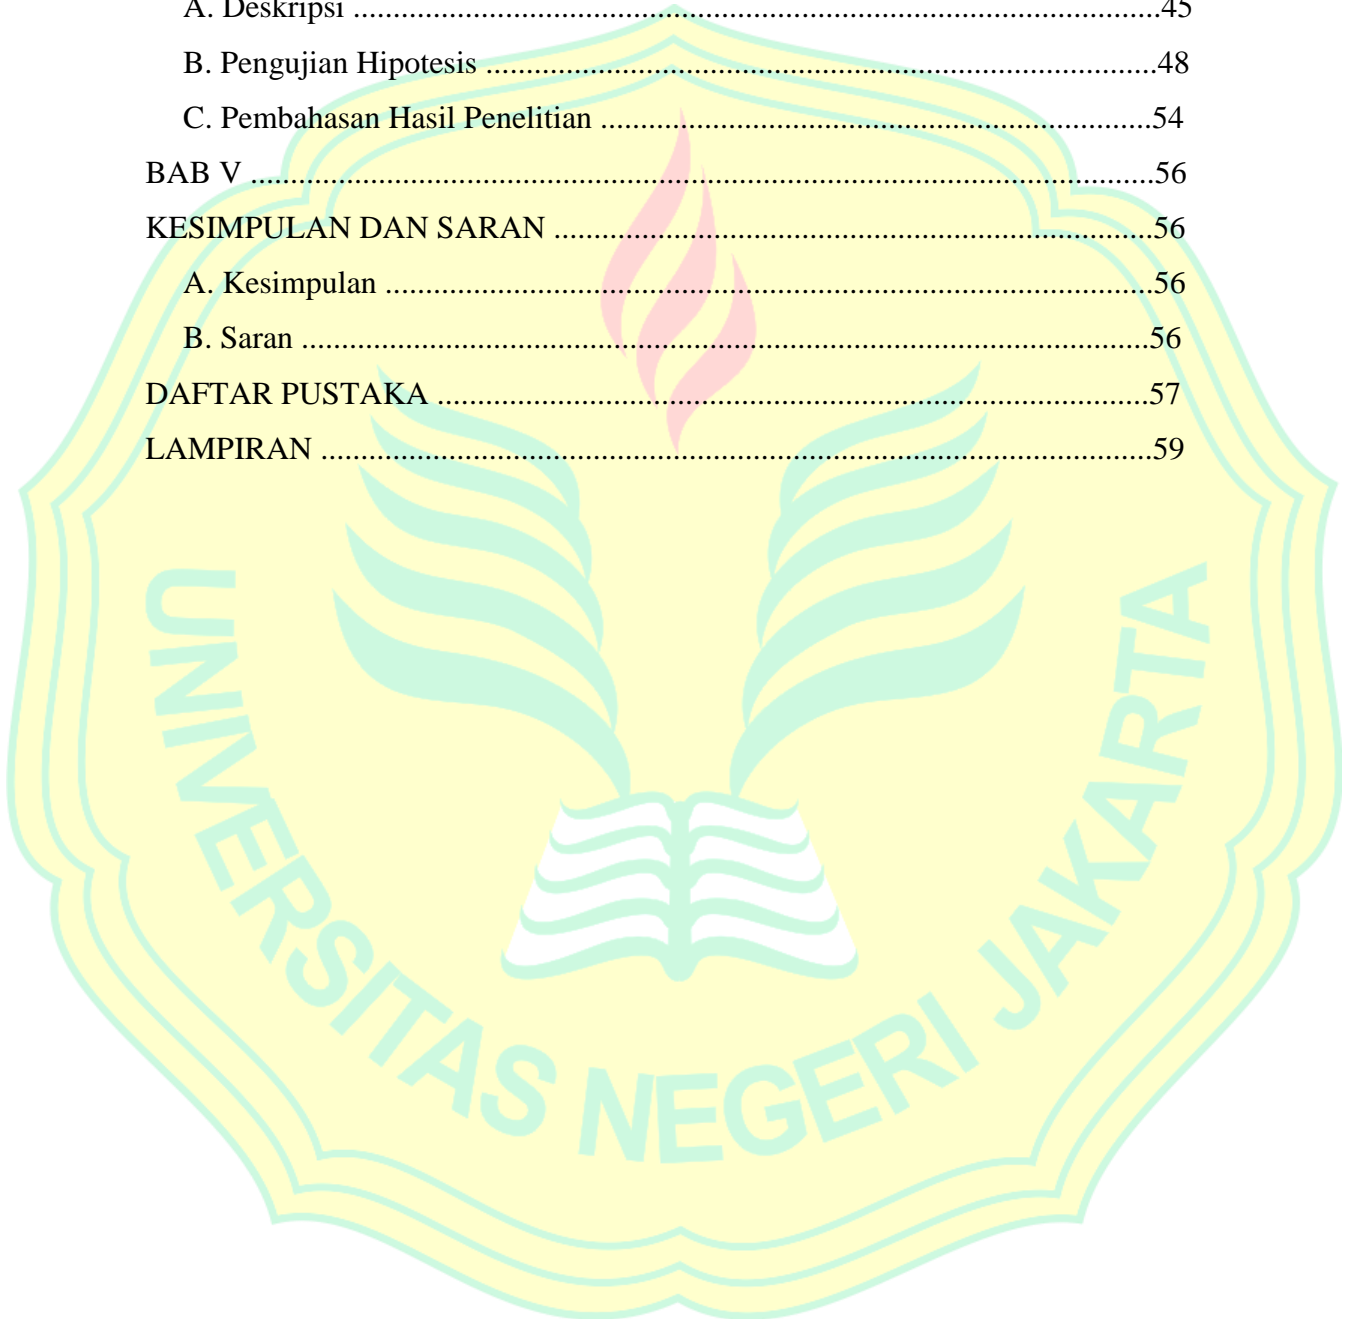 A. Deskripsi .....................................................................................................45
B. Pengujian Hipotesis ....................................................................................48
C. Pembahasan Hasil Penelitian .....................................................................54
BAB V .................................................................................................................56
KESIMPULAN DAN SARAN ...........................................................................56
A. Kesimpulan ................................................................................................56
B. Saran ..........................................................................................................56
DAFTAR PUSTAKA .........................................................................................57
LAMPIRAN ........................................................................................................59
UNIVERSITAS NEGERI JAKARTA